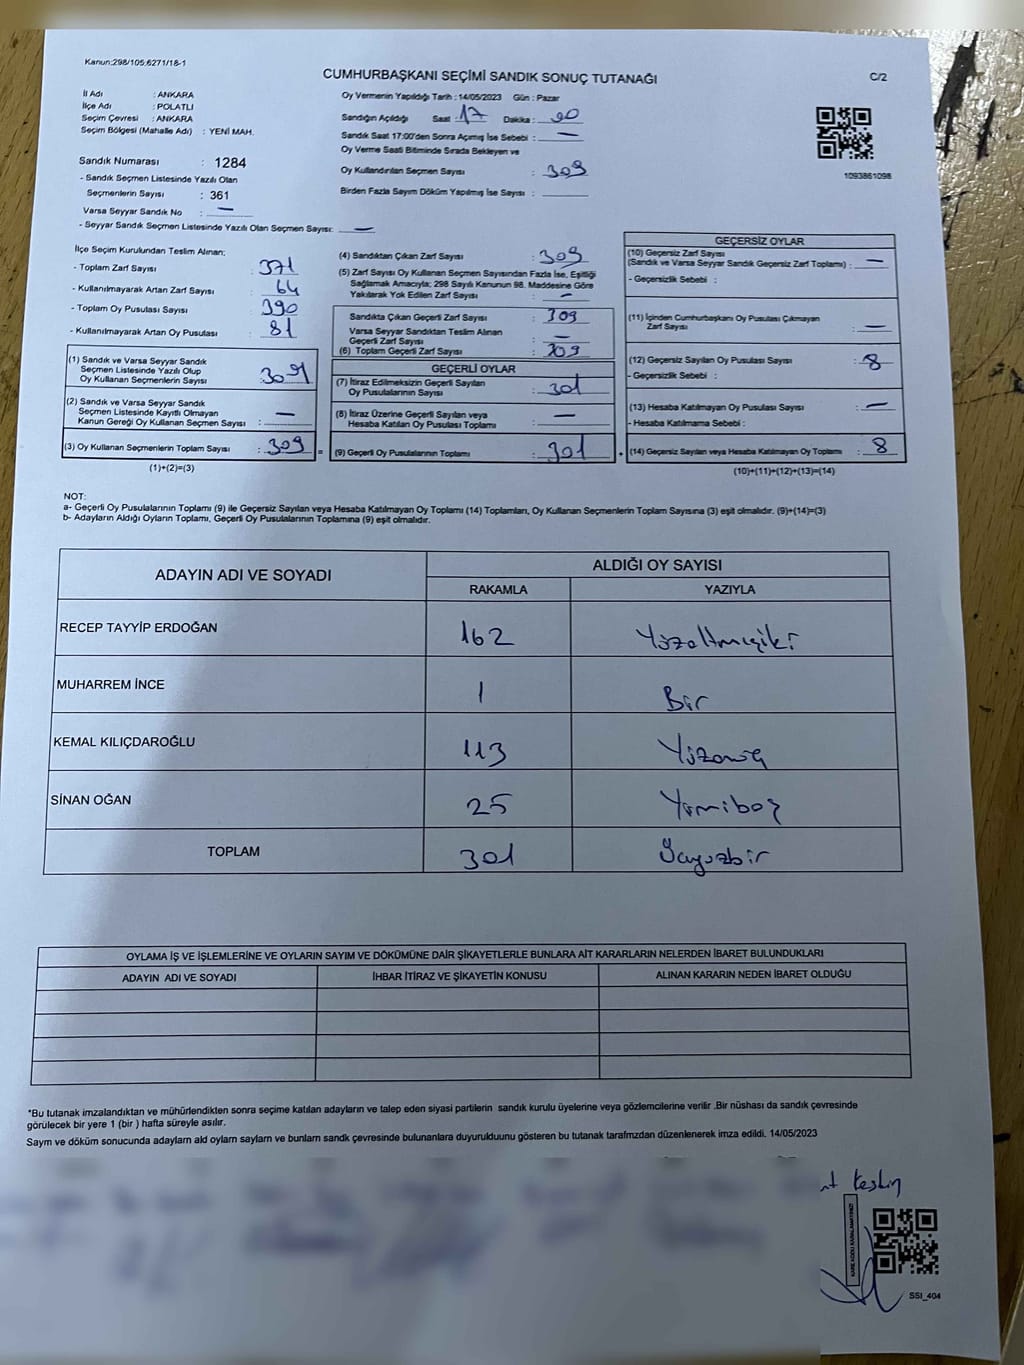 Kanun:298/105;6271/18-1
CUMHURBAŞKANI SEÇİMİ SANDIK SONUÇ TUTANAĞI
C/2
İl Adı : ANKARA
İlçe Adı : POLATLI
Seçim Çevresi : ANKARA
Seçim Bölgesi (Mahalle Adı) : YENİ MAH.
Sandık Numarası : 1284
- Sandık Seçmen Listesinde Yazılı Olan
Seçmenlerin Sayısı : 361
Varsa Seyyar Sandık No : —
- Seyyar Sandık Seçmen Listesinde Yazılı Olan Seçmen Sayısı: —
Oy Vermenin Yapıldığı Tarih : 14/05/2023 Gün : Pazar
Sandığın Açıldığı Saat 17 Dakika :
Sandık Saat 17:00'den Sonra Açımış İse Sebebi : —
Oy Verme Saati Bitiminde Sırada Bekleyen ve
Oy Kullandırılan Seçmen Sayısı : 309
Birden Fazla Sayım Döküm Yapılmış İse Sayısı :
1093861098
İlçe Seçim Kurulundan Teslim Alınan;
- Toplam Zarf Sayısı : 371
- Kullanılmayarak Artan Zarf Sayısı : 64
- Toplam Oy Pusulası Sayısı : 390
- Kullanılmayarak Artan Oy Pusulası : 81
(1) Sandık ve Varsa Seyyar Sandık
Seçmen Listesinde Yazılı Olup
Oy Kullanan Seçmenlerin Sayısı : 309
(2) Sandık ve Varsa Seyyar Sandık
Seçmen Listesinde Kayıtlı Olmayan
Kanun Gereği Oy Kullanan Seçmen Sayısı : —
(3) Oy Kullanan Seçmenlerin Toplam Sayısı : 309
(1)+(2)=(3)
(4) Sandıktan Çıkan Zarf Sayısı : 309
(5) Zarf Sayısı Oy Kullanan Seçmen Sayısından Fazla İse, Eşitliği
Sağlamak Amacıyla; 298 Sayılı Kanunun 98. Maddesine Göre
Yakılarak Yok Edilen Zarf Sayısı : —
Sandıkta Çıkan Geçerli Zarf Sayısı : 309
Varsa Seyyar Sandıktan Teslim Alınan
Geçerli Zarf Sayısı : —
(6) Toplam Geçerli Zarf Sayısı : 309
GEÇERLİ OYLAR
(7) İtiraz Edilmeksizin Geçerli Sayılan
Oy Pusulalarının Sayısı : 301
(8) İtiraz Üzerine Geçerli Sayılan veya
Hesaba Katılan Oy Pusulası Toplamı : —
= (9) Geçerli Oy Pusulalarının Toplamı : 301
GEÇERSİZ OYLAR
(10) Geçersiz Zarf Sayısı
(Sandık ve Varsa Seyyar Sandık Geçersiz Zarf Toplamı) : —
- Geçersizlik Sebebi :
(11) İçinden Cumhurbaşkanı Oy Pusulası Çıkmayan
Zarf Sayısı : —
(12) Geçersiz Sayılan Oy Pusulası Sayısı : 8
- Geçersizlik Sebebi :
(13) Hesaba Katılmayan Oy Pusulası Sayısı : —
- Hesaba Katılmama Sebebi :
+ (14) Geçersiz Sayılan veya Hesaba Katılmayan Oy Toplamı : 8
(10)+(11)+(12)+(13)=(14)
NOT:
a- Geçerli Oy Pusulalarının Toplamı (9) ile Geçersiz Sayılan veya Hesaba Katılmayan Oy Toplamı (14) Toplamları, Oy Kullanan Seçmenlerin Toplam Sayısına (3) eşit olmalıdır. (9)+(14)=(3)
b- Adayların Aldığı Oyların Toplamı, Geçerli Oy Pusulalarının Toplamına (9) eşit olmalıdır.
ADAYIN ADI VE SOYADI ALDIĞI OY SAYISI
RAKAMLA YAZIYLA
RECEP TAYYİP ERDOĞAN 162 Yüzaltmışiki
MUHARREM İNCE 1 Bir
KEMAL KILIÇDAROĞLU 113 Yüzonüç
SİNAN OĞAN 25 Yirmibeş
TOPLAM 301 Üçyüzbir
OYLAMA İŞ VE İŞLEMLERİNE VE OYLARIN SAYIM VE DÖKÜMÜNE DAİR ŞİKAYETLERLE BUNLARA AİT KARARLARIN NELERDEN İBARET BULUNDUKLARI
ADAYIN ADI VE SOYADI İHBAR İTİRAZ VE ŞİKAYETİN KONUSU ALINAN KARARIN NEDEN İBARET OLDUĞU
*Bu tutanak imzalandıktan ve mühürlendikten sonra seçime katılan adayların ve talep eden siyasi partilerin sandık kurulu üyelerine veya gözlemcilerine verilir .Bir nüshası da sandık çevresinde
görülecek bir yere 1 (bir ) hafta süreyle asılır.
Saym ve döküm sonucunda adaylarn ald oylarn saylarn ve bunlarn sandk çevresinde bulunanlara duyurulduunu gösteren bu tutanak tarafmzdan düzenlenerek imza edildi. 14/05/2023
Keskin
KARE KODU KARALAMAYINIZ!
SSI_404